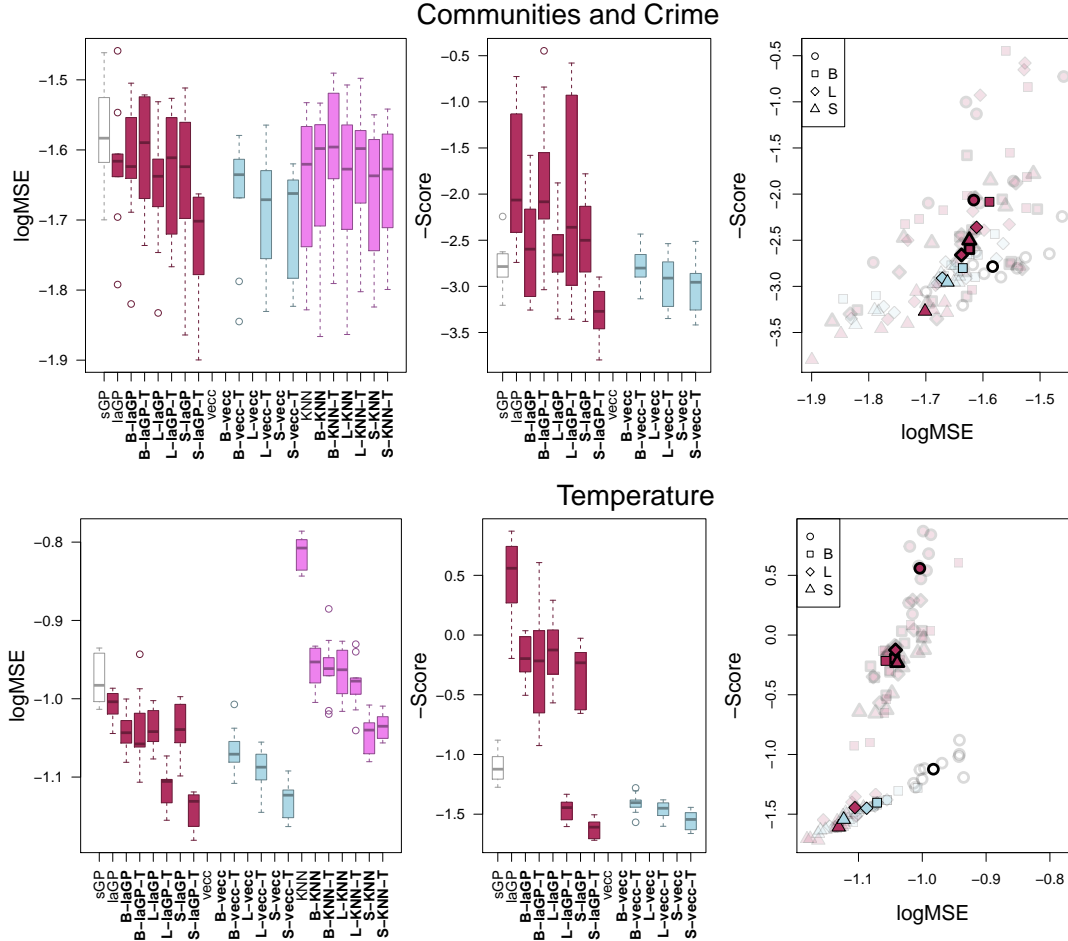 Communities and Crime
logMSE
−1.5
−1.6
−1.7
−1.8
−1.9
sGP
laGP
B−laGP
B−laGP−T
L−laGP
L−laGP−T
S−laGP
S−laGP−T
vecc
B−vecc
B−vecc−T
L−vecc
L−vecc−T
S−vecc
S−vecc−T
KNN
B−KNN
B−KNN−T
L−KNN
L−KNN−T
S−KNN
S−KNN−T
−Score
−0.5
−1.0
−1.5
−2.0
−2.5
−3.0
−3.5
sGP
laGP
B−laGP
B−laGP−T
L−laGP
L−laGP−T
S−laGP
S−laGP−T
vecc
B−vecc
B−vecc−T
L−vecc
L−vecc−T
S−vecc
S−vecc−T
B
L
S
−Score
−0.5
−1.0
−1.5
−2.0
−2.5
−3.0
−3.5
−1.9 −1.8 −1.7 −1.6 −1.5
logMSE
Temperature
logMSE
−0.8
−0.9
−1.0
−1.1
sGP
laGP
B−laGP
B−laGP−T
L−laGP
L−laGP−T
S−laGP
S−laGP−T
vecc
B−vecc
B−vecc−T
L−vecc
L−vecc−T
S−vecc
S−vecc−T
KNN
B−KNN
B−KNN−T
L−KNN
L−KNN−T
S−KNN
S−KNN−T
−Score
0.5
0.0
−0.5
−1.0
−1.5
sGP
laGP
B−laGP
B−laGP−T
L−laGP
L−laGP−T
S−laGP
S−laGP−T
vecc
B−vecc
B−vecc−T
L−vecc
L−vecc−T
S−vecc
S−vecc−T
B
L
S
−Score
0.5
0.0
−0.5
−1.0
−1.5
−1.1 −1.0 −0.9 −0.8
logMSE